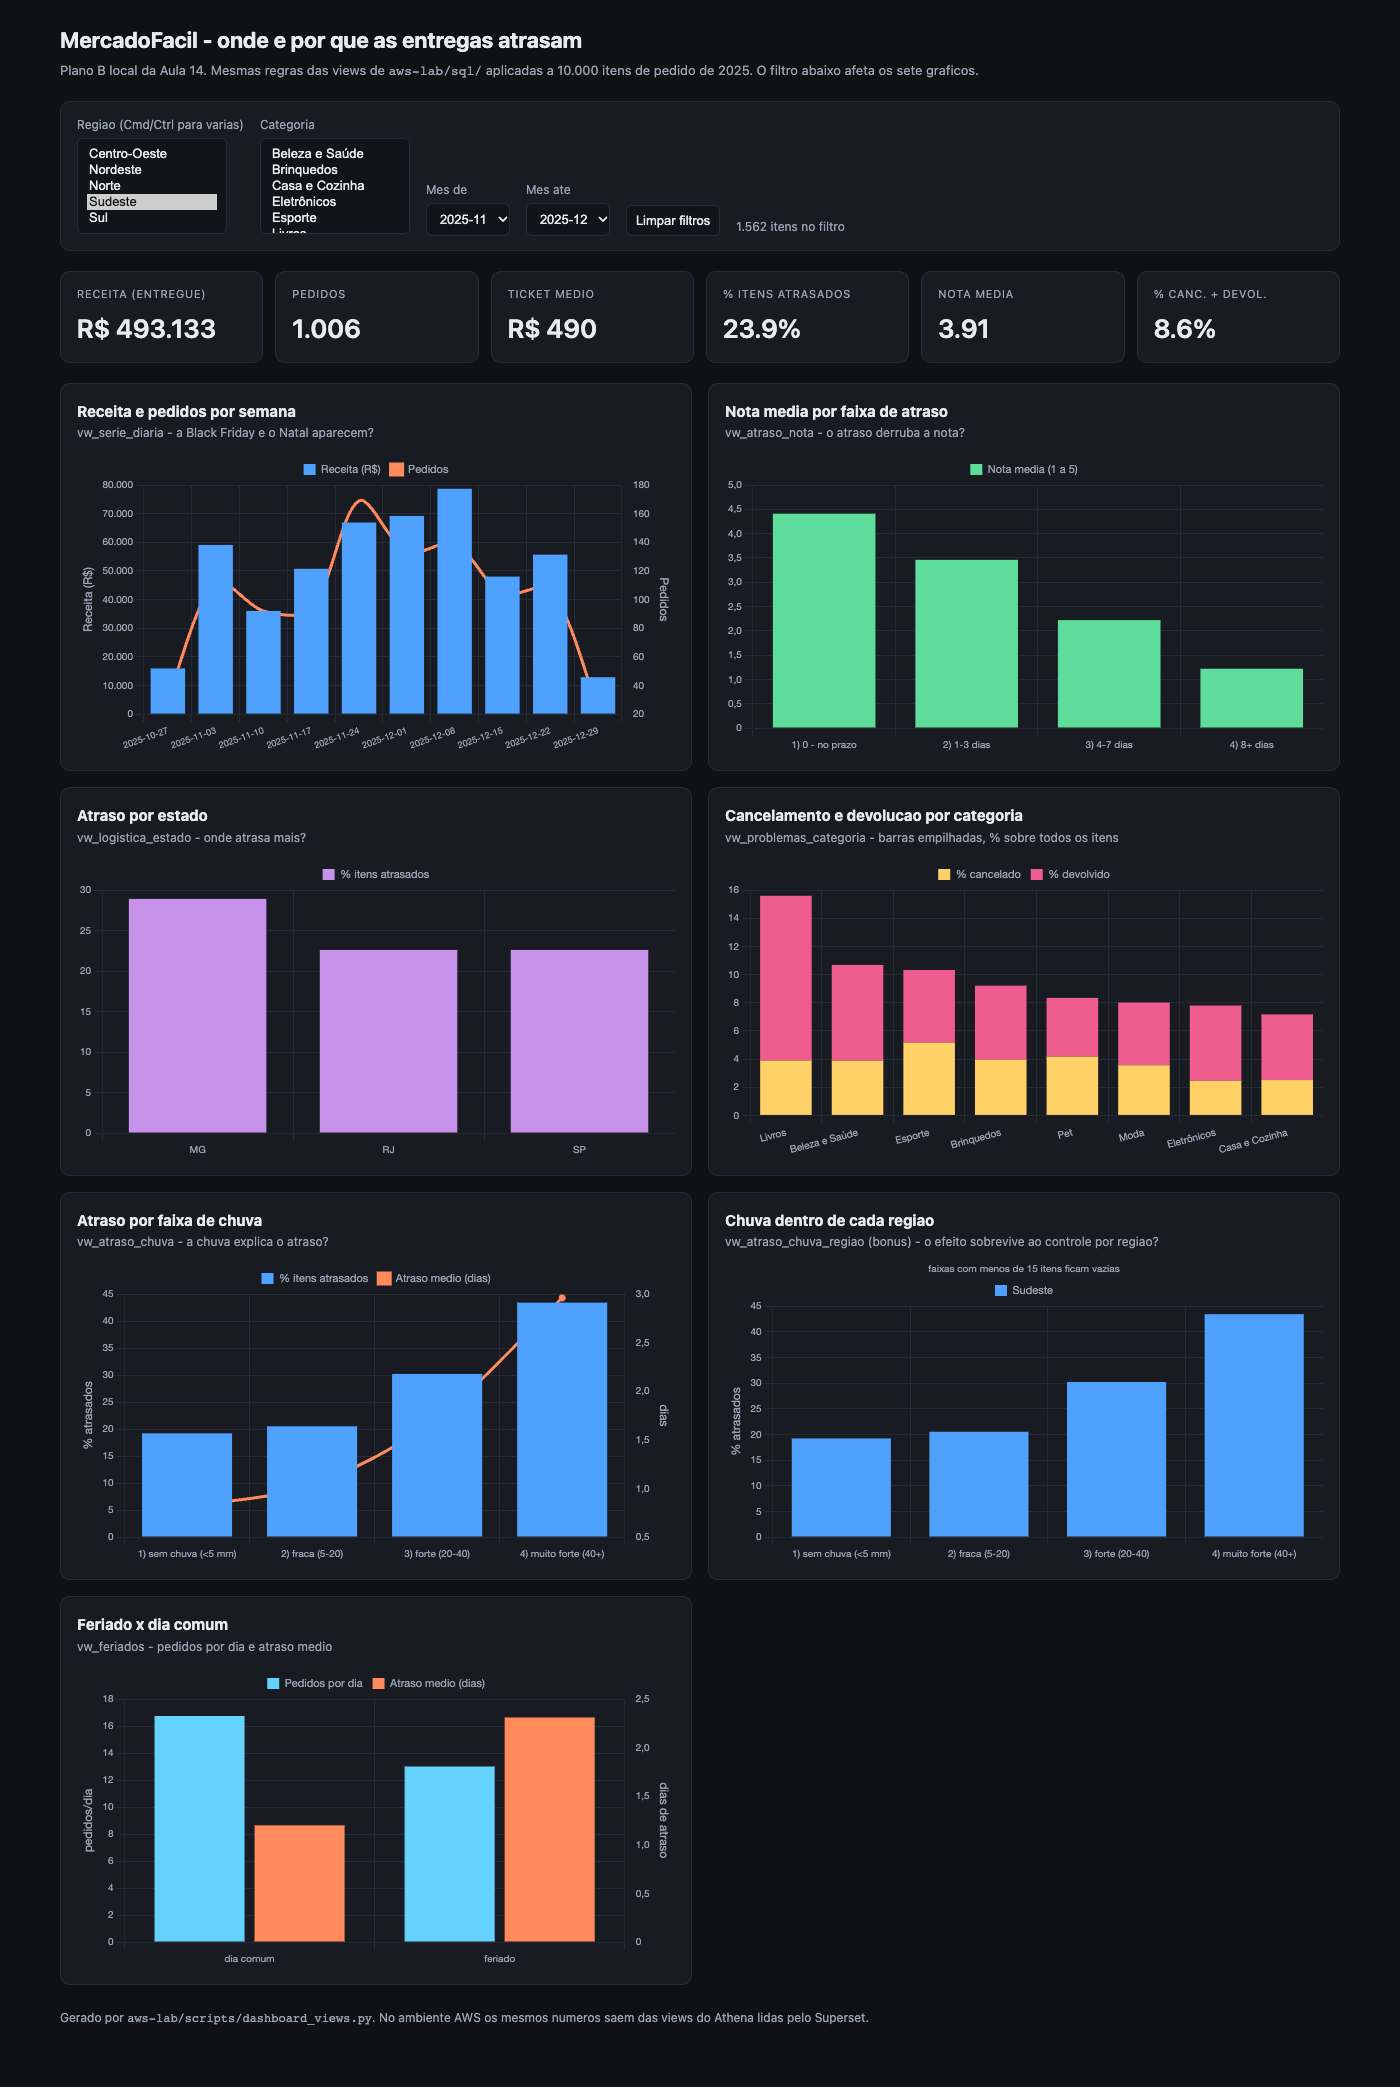 MercadoFacil - onde e por que as entregas atrasam
Plano B local da Aula 14. Mesmas regras das views de aws-lab/sql/ aplicadas a 10.000 itens de pedido de 2025. O filtro abaixo afeta os sete graficos.
Regiao (Cmd/Ctrl para varias)
Centro-Oeste
Nordeste
Norte
Sudeste
Sul
Categoria
Beleza e Saúde
Brinquedos
Casa e Cozinha
Eletrônicos
Esporte
Livros
Mes de
2025-11
Mes ate
2025-12
Limpar filtros
1.562 itens no filtro
RECEITA (ENTREGUE)
R$ 493.133
PEDIDOS
1.006
TICKET MEDIO
R$ 490
% ITENS ATRASADOS
23.9%
NOTA MEDIA
3.91
% CANC. + DEVOL.
8.6%
Receita e pedidos por semana
vw_serie_diaria - a Black Friday e o Natal aparecem?
Receita (R$)
Pedidos
80.000
70.000
60.000
50.000
40.000
30.000
20.000
10.000
0
Receita (R$)
180
160
140
120
100
80
60
40
20
Pedidos
2025-10-27
2025-11-03
2025-11-10
2025-11-17
2025-11-24
2025-12-01
2025-12-08
2025-12-15
2025-12-22
2025-12-29
Nota media por faixa de atraso
vw_atraso_nota - o atraso derruba a nota?
Nota media (1 a 5)
5,0
4,5
4,0
3,5
3,0
2,5
2,0
1,5
1,0
0,5
0
1) 0 - no prazo
2) 1-3 dias
3) 4-7 dias
4) 8+ dias
Atraso por estado
vw_logistica_estado - onde atrasa mais?
% itens atrasados
30
25
20
15
10
5
0
MG
RJ
SP
Cancelamento e devolucao por categoria
vw_problemas_categoria - barras empilhadas, % sobre todos os itens
% cancelado
% devolvido
16
14
12
10
8
6
4
2
0
Livros
Beleza e Saúde
Esporte
Brinquedos
Pet
Moda
Eletrônicos
Casa e Cozinha
Atraso por faixa de chuva
vw_atraso_chuva - a chuva explica o atraso?
% itens atrasados
Atraso medio (dias)
45
40
35
30
25
20
15
10
5
0
% atrasados
3,0
2,5
2,0
1,5
1,0
0,5
dias
1) sem chuva (<5 mm)
2) fraca (5-20)
3) forte (20-40)
4) muito forte (40+)
Chuva dentro de cada regiao
vw_atraso_chuva_regiao (bonus) - o efeito sobrevive ao controle por regiao?
faixas com menos de 15 itens ficam vazias
Sudeste
45
40
35
30
25
20
15
10
5
0
% atrasados
1) sem chuva (<5 mm)
2) fraca (5-20)
3) forte (20-40)
4) muito forte (40+)
Feriado x dia comum
vw_feriados - pedidos por dia e atraso medio
Pedidos por dia
Atraso medio (dias)
18
16
14
12
10
8
6
4
2
0
pedidos/dia
2,5
2,0
1,5
1,0
0,5
0
dias de atraso
dia comum
feriado
Gerado por aws-lab/scripts/dashboard_views.py. No ambiente AWS os mesmos numeros saem das views do Athena lidas pelo Superset.